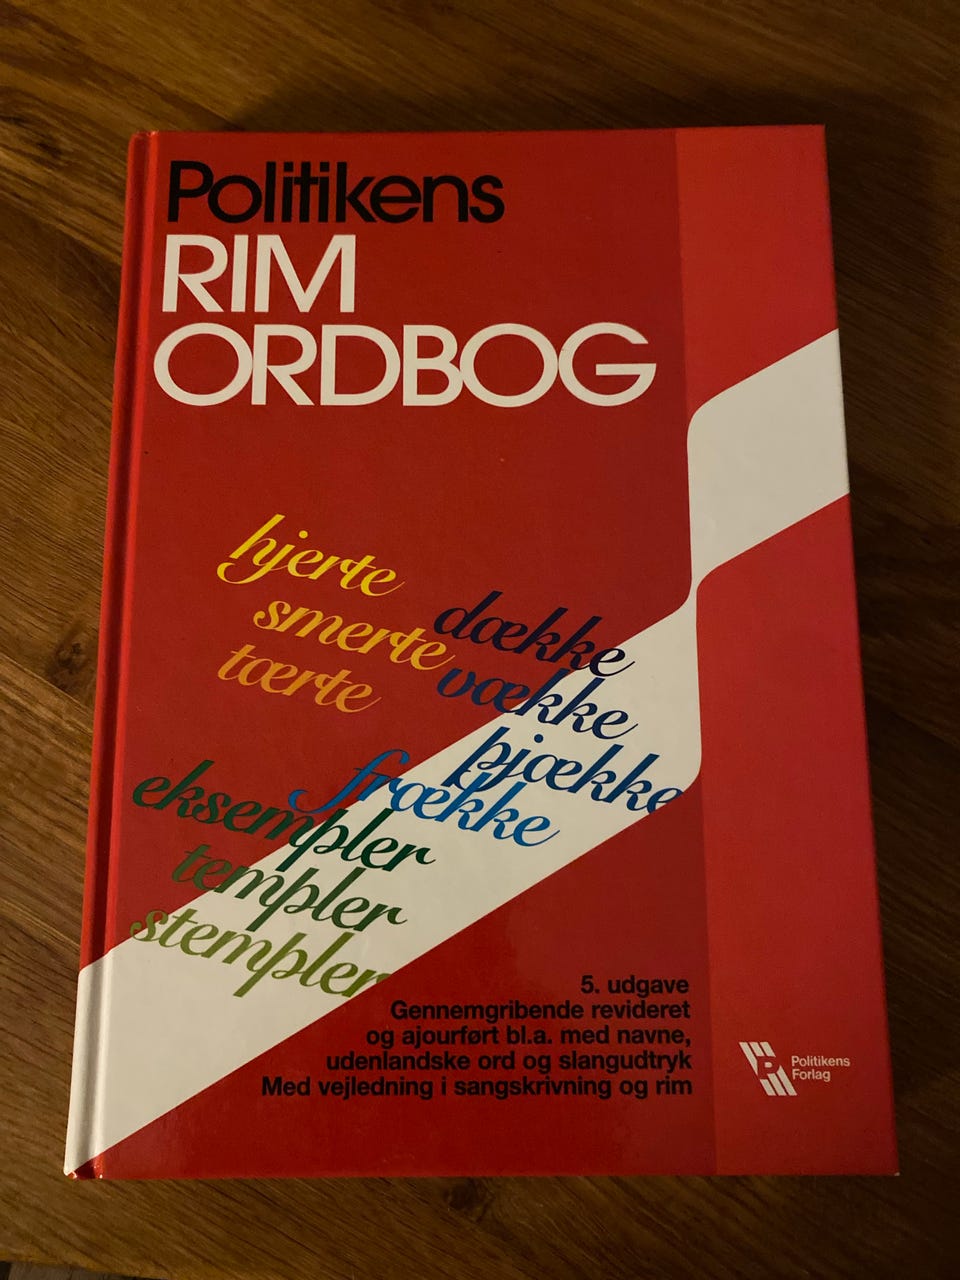 Politikens
RIM
ORDBOG
hjerte
smerte
tærte
dække
vække
pjække
frække
eksempler
templer
stempler
5. udgave
Gennemgribende revideret
og ajourført bl.a. med navne,
udenlandske ord og slangudtryk
Med vejledning i sangskrivning og rim
Politikens
Forlag